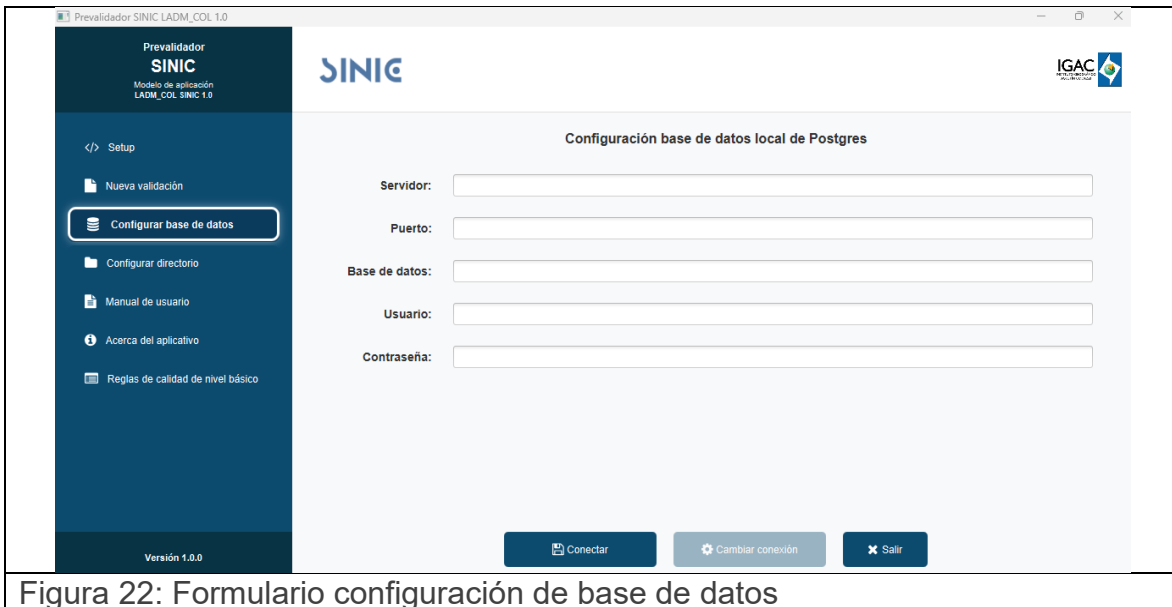 Prevalidador SINIC LADM_COL 1.0
Prevalidador
SINIC
Modelo de aplicación
LADM_COL SINIC 1.0
SINIC
IGAC
Setup
Nueva validación
Configurar base de datos
Configurar directorio
Manual de usuario
Acerca del aplicativo
Reglas de calidad de nivel básico
Versión 1.0.0
Configuración base de datos local de Postgres
Servidor:
Puerto:
Base de datos:
Usuario:
Contraseña:
Conectar
Cambiar conexión
Salir
Figura 22: Formulario configuración de base de datos